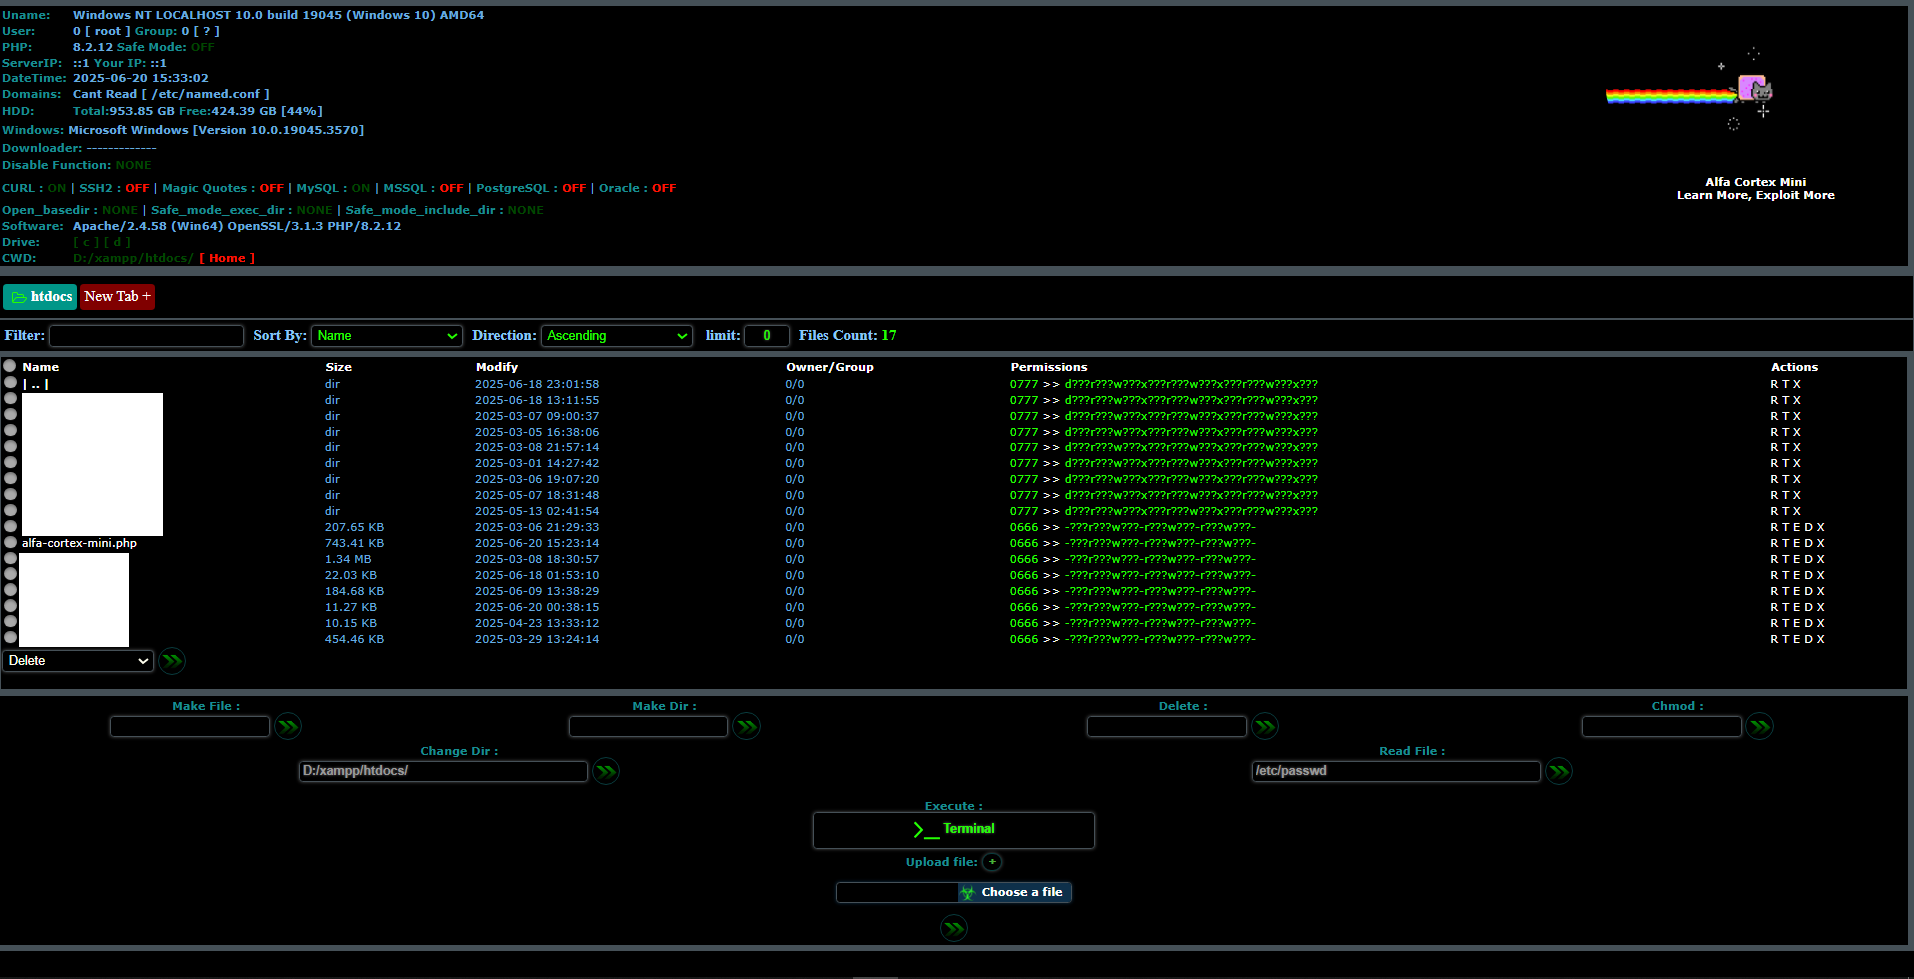 Uname: Windows NT LOCALHOST 10.0 build 19045 (Windows 10) AMD64
User: 0 [ root ] Group: 0 [ ? ]
PHP: 8.2.12 Safe Mode: OFF
ServerIP: ::1 Your IP: ::1
DateTime: 2025-06-20 15:33:02
Domains: Cant Read [ /etc/named.conf ]
HDD: Total:953.85 GB Free:424.39 GB [44%]
Windows: Microsoft Windows [Version 10.0.19045.3570]
Downloader: -------------
Disable Function: NONE
CURL : ON | SSH2 : OFF | Magic Quotes : OFF | MySQL : ON | MSSQL : OFF | PostgreSQL : OFF | Oracle : OFF
Open_basedir : NONE | Safe_mode_exec_dir : NONE | Safe_mode_include_dir : NONE
Software: Apache/2.4.58 (Win64) OpenSSL/3.1.3 PHP/8.2.12
Drive: [ c ] [ d ]
CWD: D:/xampp/htdocs/ [ Home ]
Alfa Cortex Mini
Learn More, Exploit More
htdocs New Tab +
Filter: Sort By: Name Direction: Ascending limit: 0 Files Count: 17
Name Size Modify Owner/Group Permissions Actions
| .. | dir 2025-06-18 23:01:58 0/0 0777 >> d???r???w???x???r???w???x???r???w???x??? R T X
dir 2025-06-18 13:11:55 0/0 0777 >> d???r???w???x???r???w???x???r???w???x??? R T X
dir 2025-03-07 09:00:37 0/0 0777 >> d???r???w???x???r???w???x???r???w???x??? R T X
dir 2025-03-05 16:38:06 0/0 0777 >> d???r???w???x???r???w???x???r???w???x??? R T X
dir 2025-03-08 21:57:14 0/0 0777 >> d???r???w???x???r???w???x???r???w???x??? R T X
dir 2025-03-01 14:27:42 0/0 0777 >> d???r???w???x???r???w???x???r???w???x??? R T X
dir 2025-03-06 19:07:20 0/0 0777 >> d???r???w???x???r???w???x???r???w???x??? R T X
dir 2025-05-07 18:31:48 0/0 0777 >> d???r???w???x???r???w???x???r???w???x??? R T X
dir 2025-05-13 02:41:54 0/0 0777 >> d???r???w???x???r???w???x???r???w???x??? R T X
207.65 KB 2025-03-06 21:29:33 0/0 0666 >> -???r???w???-r???w???-r???w???- R T E D X
alfa-cortex-mini.php 743.41 KB 2025-06-20 15:23:14 0/0 0666 >> -???r???w???-r???w???-r???w???- R T E D X
1.34 MB 2025-03-08 18:30:57 0/0 0666 >> -???r???w???-r???w???-r???w???- R T E D X
22.03 KB 2025-06-18 01:53:10 0/0 0666 >> -???r???w???-r???w???-r???w???- R T E D X
184.68 KB 2025-06-09 13:38:29 0/0 0666 >> -???r???w???-r???w???-r???w???- R T E D X
11.27 KB 2025-06-20 00:38:15 0/0 0666 >> -???r???w???-r???w???-r???w???- R T E D X
10.15 KB 2025-04-23 13:33:12 0/0 0666 >> -???r???w???-r???w???-r???w???- R T E D X
454.46 KB 2025-03-29 13:24:14 0/0 0666 >> -???r???w???-r???w???-r???w???- R T E D X
Delete
Make File : Make Dir : Delete : Chmod :
Change Dir : Read File :
D:/xampp/htdocs/ /etc/passwd
Execute :
Terminal
Upload file: +
Choose a file